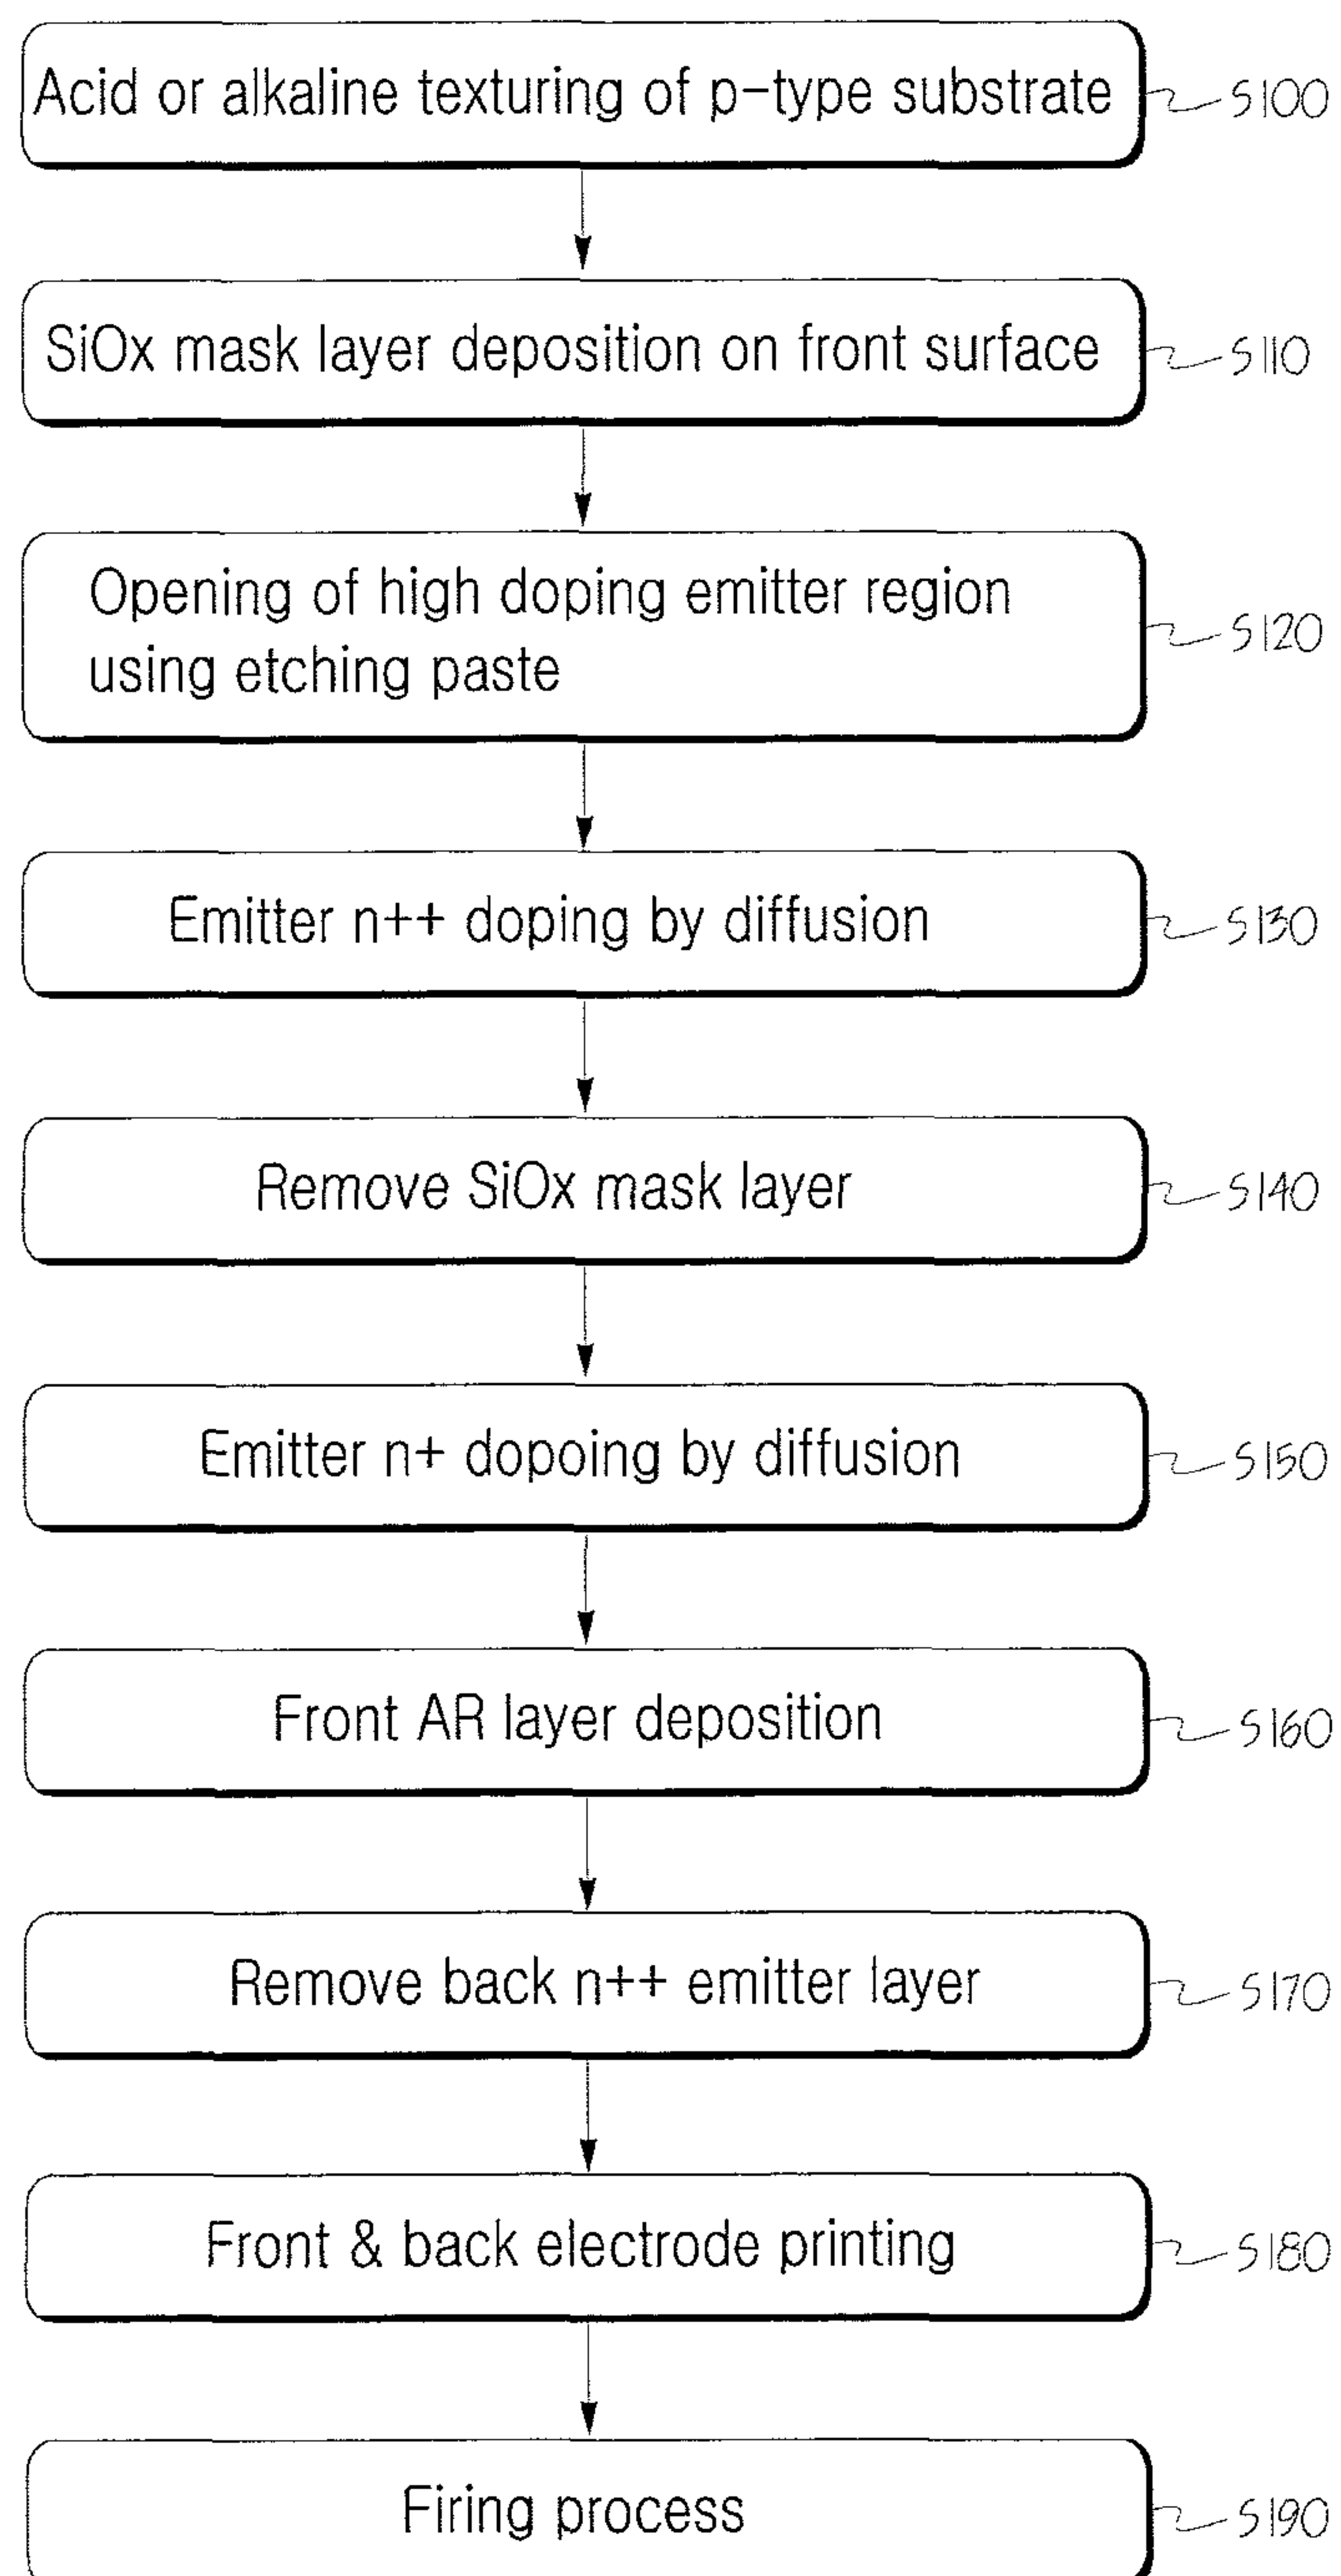 Acid or alkaline texturing of p-type substrate
S100
SiOx mask layer deposition on front surface
S110
Opening of high doping emitter region
using etching paste
S120
Emitter n++ doping by diffusion
S130
Remove SiOx mask layer
S140
Emitter n+ dopoing by diffusion
S150
Front AR layer deposition
S160
Remove back n++ emitter layer
S170
Front & back electrode printing
S180
Firing process
S190